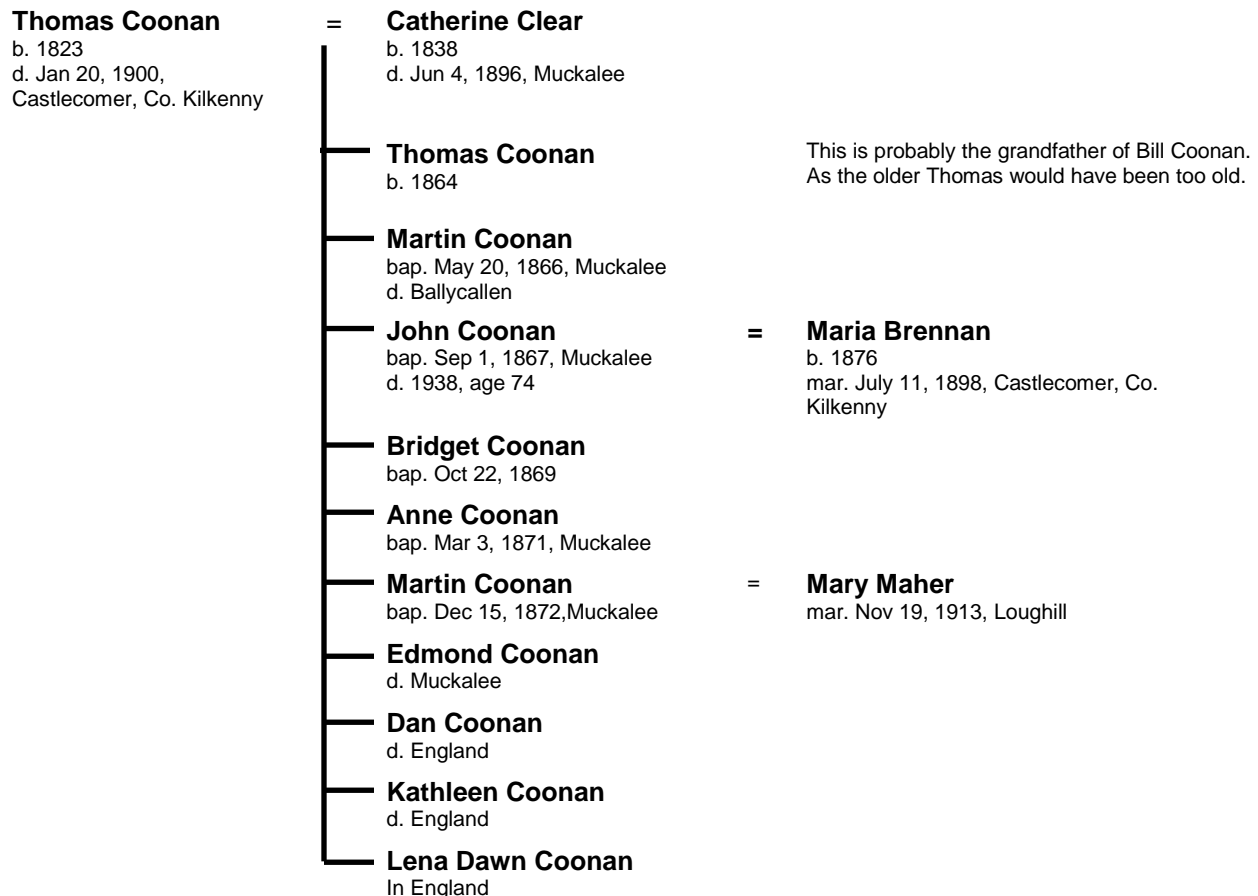 Thomas Coonan = Catherine Clear
b. 1823 b. 1838
d. Jan 20, 1900, d. Jun 4, 1896, Muckalee
Castlecomer, Co. Kilkenny
Thomas Coonan
b. 1864
This is probably the grandfather of Bill Coonan.
As the older Thomas would have been too old.
Martin Coonan
bap. May 20, 1866, Muckalee
d. Ballycallen
John Coonan = Maria Brennan
bap. Sep 1, 1867, Muckalee b. 1876
d. 1938, age 74 mar. July 11, 1898, Castlecomer, Co.
Kilkenny
Bridget Coonan
bap. Oct 22, 1869
Anne Coonan
bap. Mar 3, 1871, Muckalee
Martin Coonan = Mary Maher
bap. Dec 15, 1872,Muckalee mar. Nov 19, 1913, Loughill
Edmond Coonan
d. Muckalee
Dan Coonan
d. England
Kathleen Coonan
d. England
Lena Dawn Coonan
In England